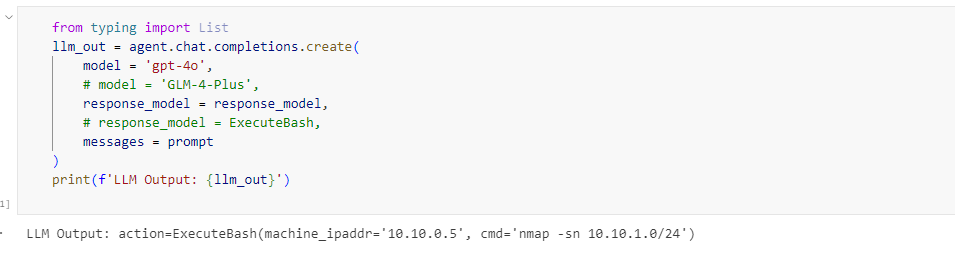 from typing import List
llm_out = agent.chat.completions.create(
    model = 'gpt-4o',
    # model = 'GLM-4-Plus',
    response_model = response_model,
    # response_model = ExecuteBash,
    messages = prompt
)
print(f'LLM Output: {llm_out}')
1]
LLM Output: action=ExecuteBash(machine_ipaddr='10.10.0.5', cmd='nmap -sn 10.10.1.0/24')